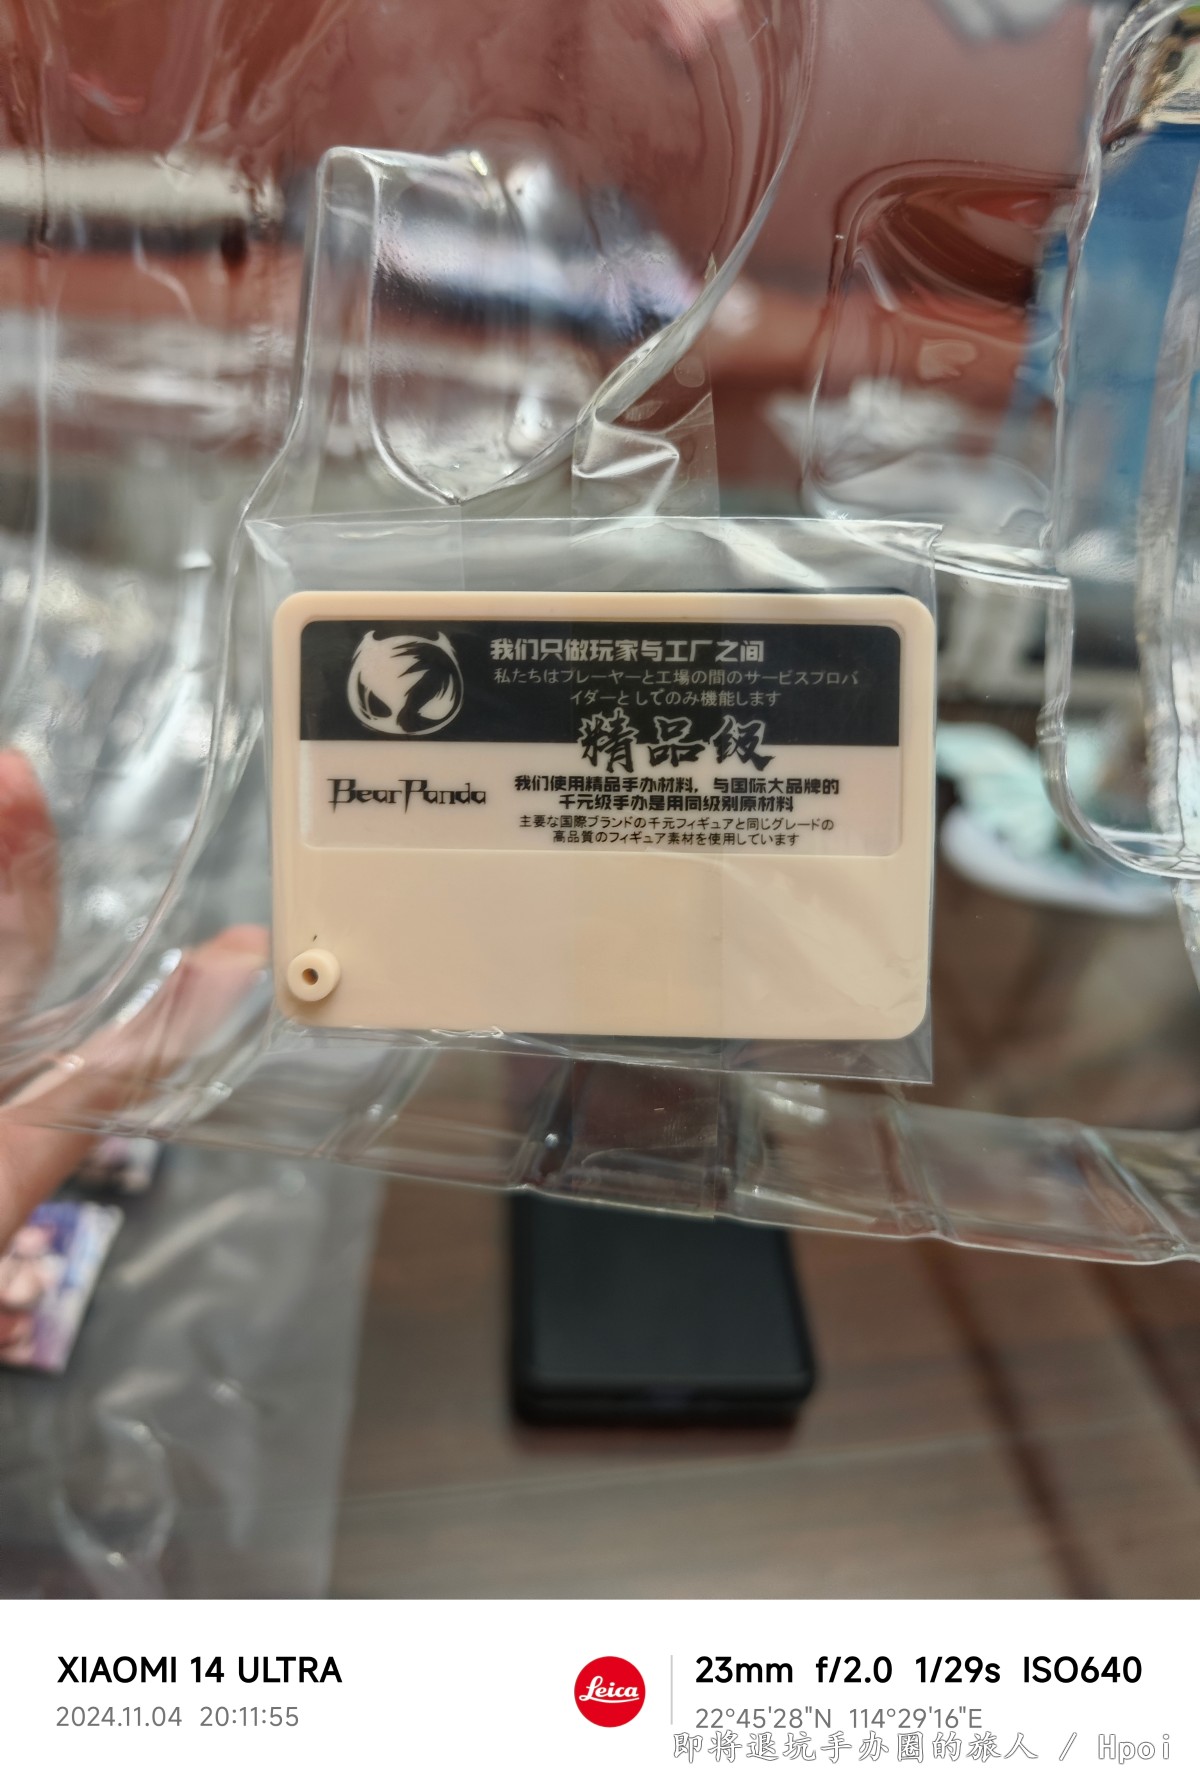 我们只做玩家与工厂之间
私たちはプレーヤーと工場の間のサービスプロバ
イダーとしてのみ機能します
精品级
BearPanda
我们使用精品手办材料，与国际大品牌的
千元级手办是用同级别原材料
主要な国際ブランドの千元フィギュアと同じグレードの
高品質のフィギュア素材を使用しています
XIAOMI 14 ULTRA
2024.11.04 20:11:55
Leica
23mm f/2.0 1/29s ISO640
22°45'28"N 114°29'16"E
即将退坑手办圈的旅人 / Hpoi